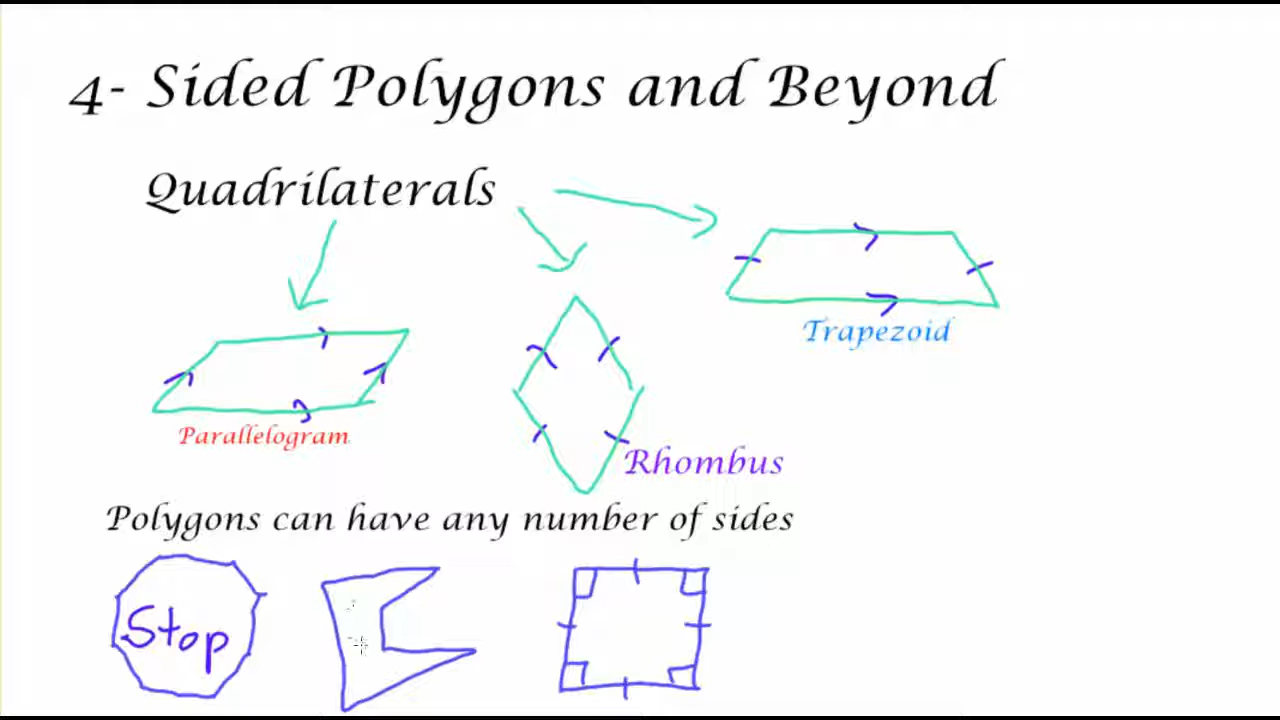 4- Sided Polygons and Beyond
Quadrilaterals
Trapezoid
Parallelogram
Rhombus
Polygons can have any number of sides
Stop